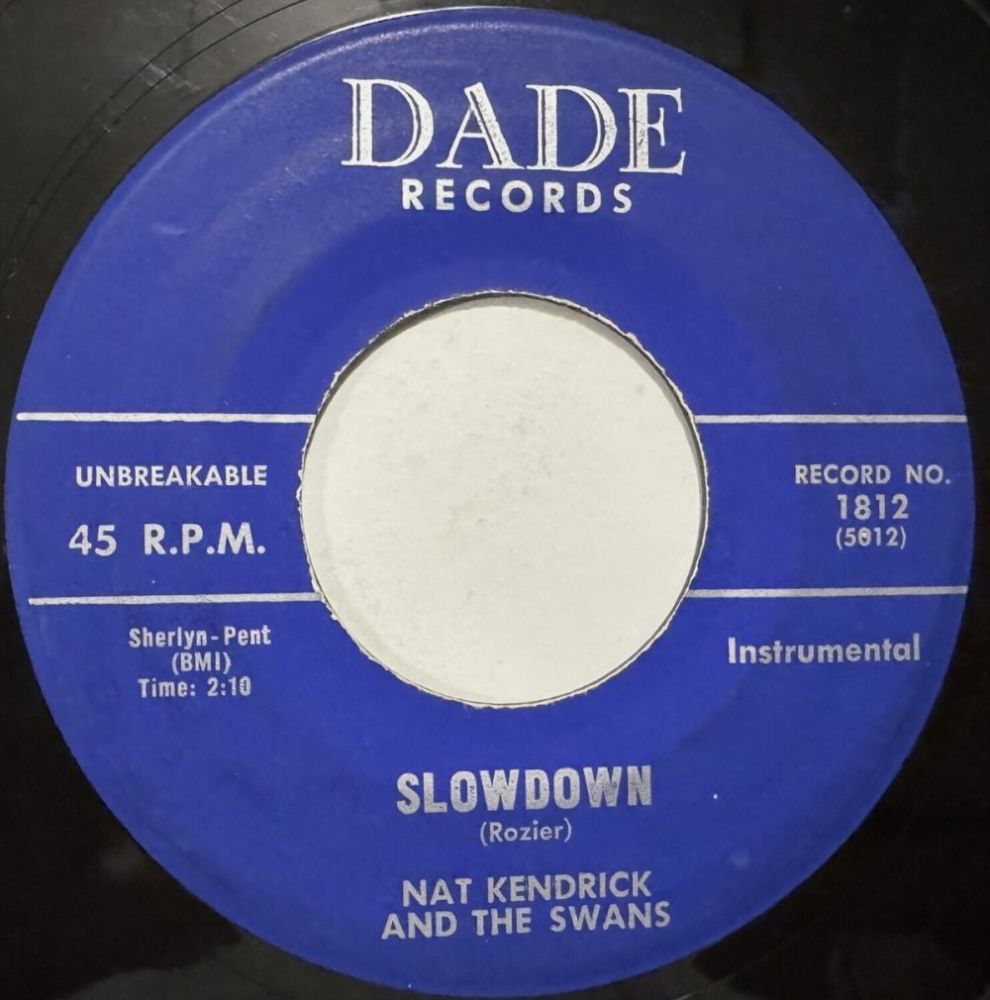 DADE
RECORDS
UNBREAKABLE
45 R.P.M.
RECORD NO.
1812
(5012)
Sherlyn-Pent
(BMI)
Time: 2:10
Instrumental
SLOWDOWN
(Rozier)
NAT KENDRICK
AND THE SWANS